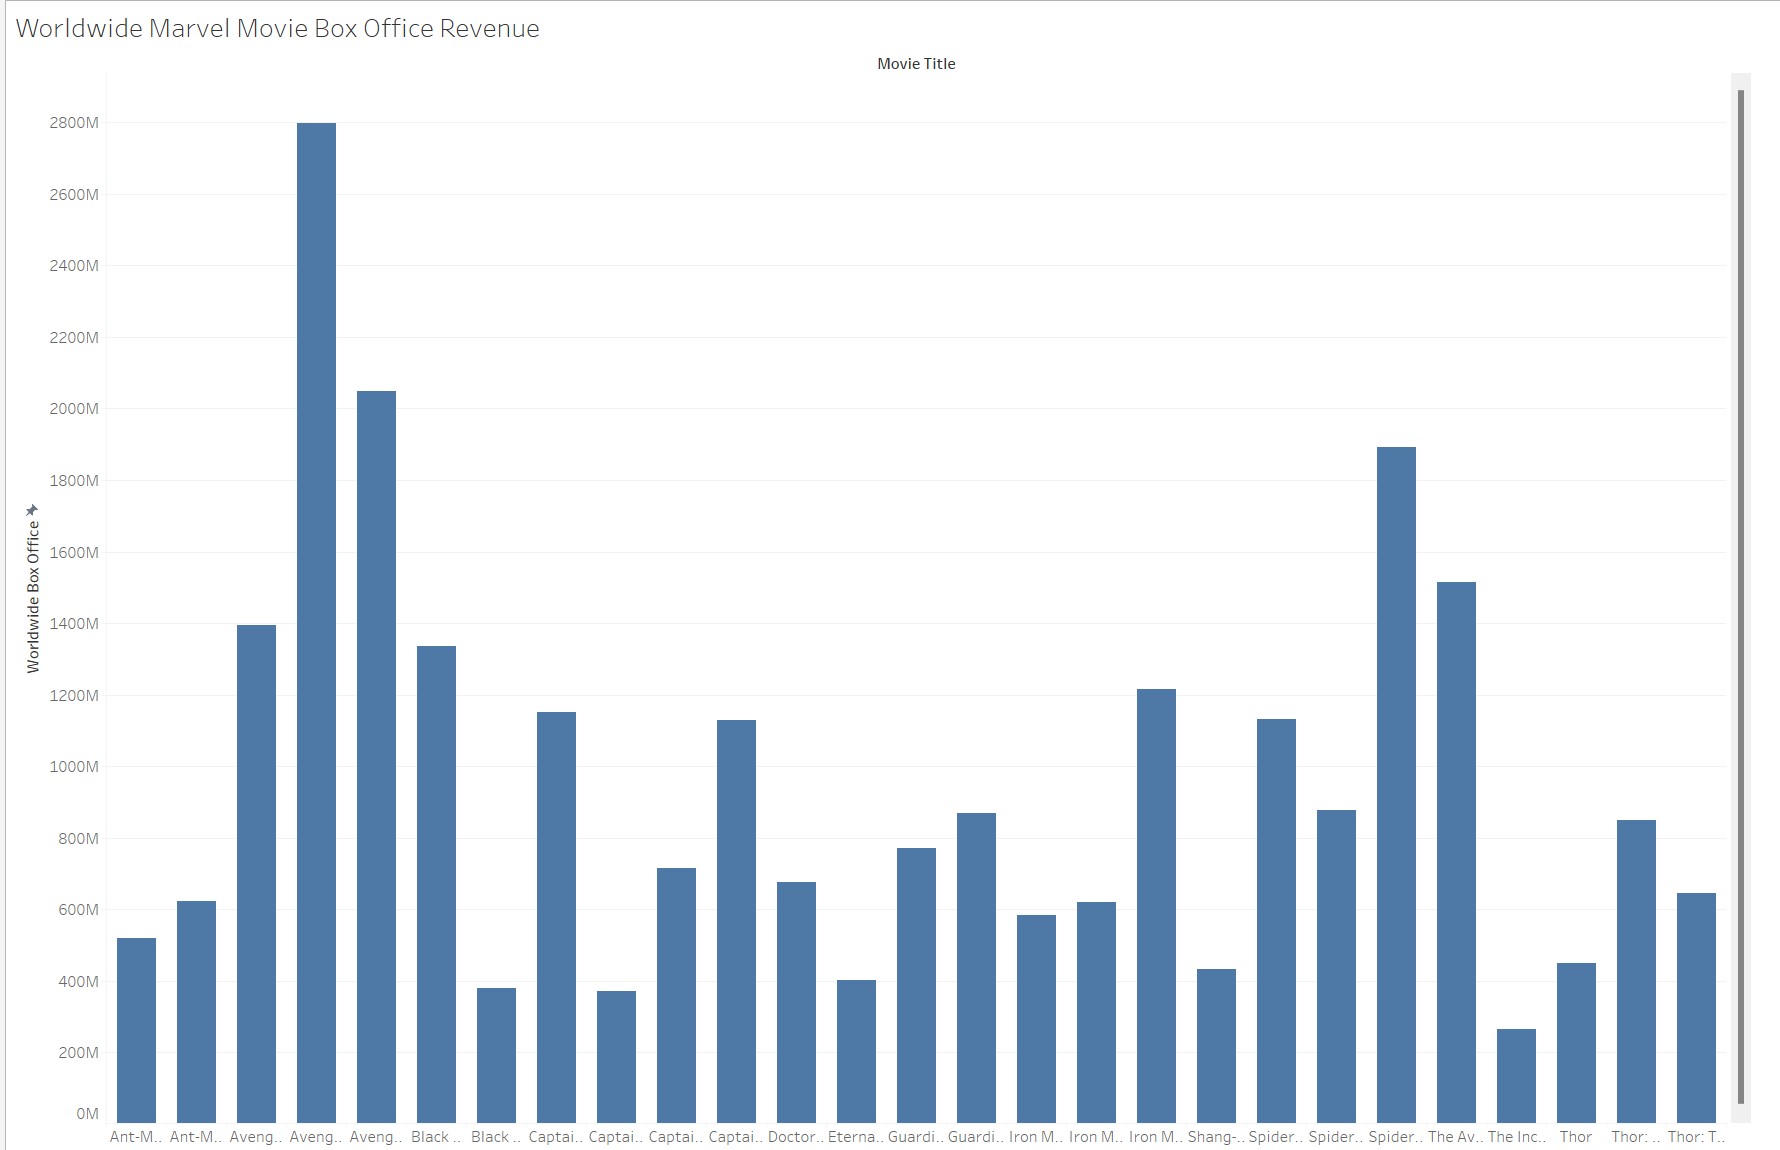 Worldwide Marvel Movie Box Office Revenue
Movie Title
Worldwide Box Office
2800M
2600M
2400M
2200M
2000M
1800M
1600M
1400M
1200M
1000M
800M
600M
400M
200M
0M
Ant-M.. Ant-M.. Aveng.. Aveng.. Aveng.. Black .. Black .. Captai.. Captai.. Captai.. Captai.. Doctor.. Eterna.. Guardi.. Guardi.. Iron M.. Iron M.. Iron M.. Shang-.. Spider.. Spider.. Spider.. The Av.. The Inc.. Thor Thor: .. Thor: T..